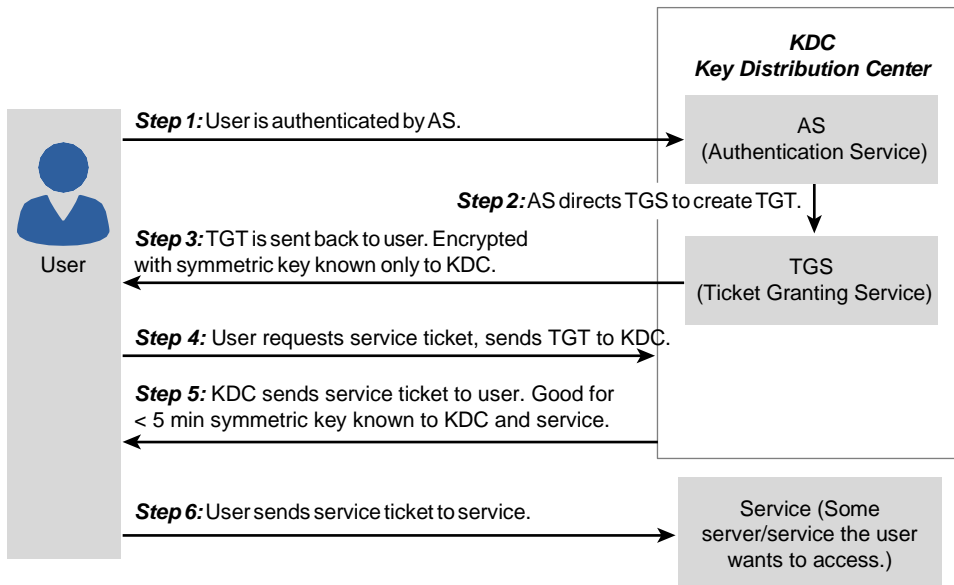 KDC
Key Distribution Center
Step 1: User is authenticated by AS.
AS
(Authentication Service)
Step 2: AS directs TGS to create TGT.
Step 3: TGT is sent back to user. Encrypted
with symmetric key known only to KDC.
User
TGS
(Ticket Granting Service)
Step 4: User requests service ticket, sends TGT to KDC.
Step 5: KDC sends service ticket to user. Good for
< 5 min symmetric key known to KDC and service.
Step 6: User sends service ticket to service.
Service (Some
server/service the user
wants to access.)